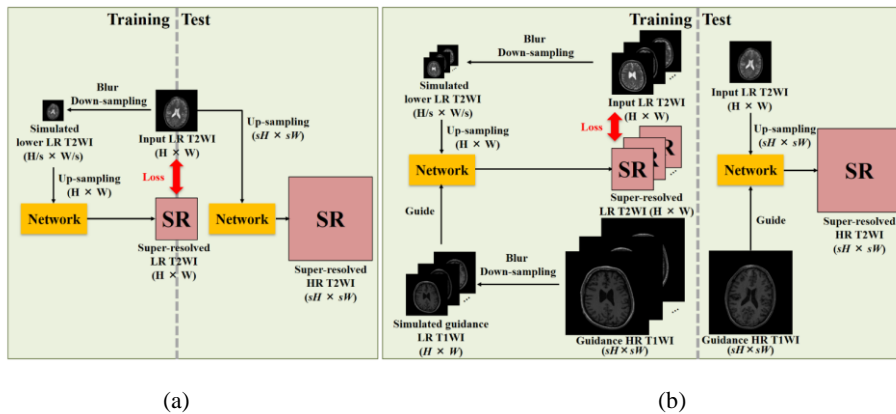 Training
Test
Blur
Down-sampling
Simulated
lower LR T2WI
(H/s × W/s)
Input LR T2WI
(H × W)
Up-sampling
(sH × sW)
Up-sampling
(H × W)
Loss
Network
SR
Network
SR
Super-resolved
LR T2WI
(H × W)
Super-resolved
HR T2WI
(sH × sW)
(a)
Training
Test
Blur
Down-sampling
...
...
Simulated
lower LR T2WI
(H/s × W/s)
Input LR T2WI
(H × W)
Input LR T2WI
(H × W)
Up-sampling
(H × W)
Loss
Up-sampling
(sH × sW)
Network
SR
R
R
Network
SR
Super-resolved
LR T2WI (H × W)
Super-resolved
HR T2WI
(sH × sW)
Guide
Guide
Blur
Down-sampling
...
...
Simulated guidance
LR T1WI
(H × W)
Guidance HR T1WI
(sH×sW)
Guidance HR T1WI
(sH×sW)
(b)